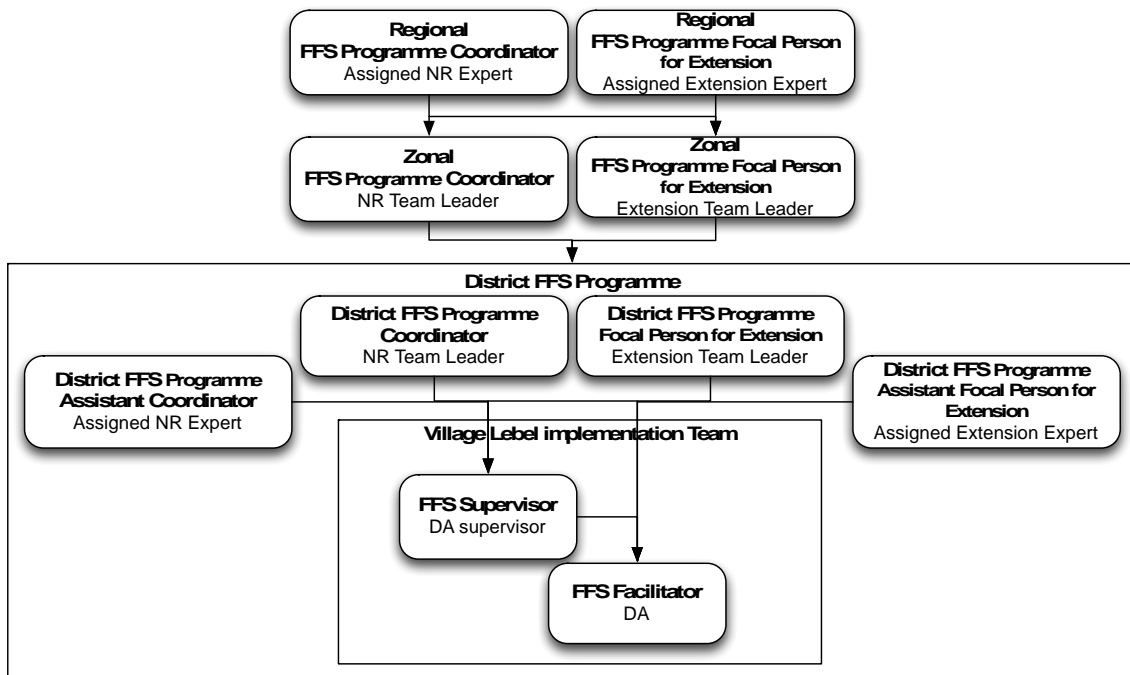 Regional
FFS Programme Coordinator
Assigned NR Expert
Regional
FFS Programme Focal Person
for Extension
Assigned Extension Expert
Zonal
FFS Programme Coordinator
NR Team Leader
Zonal
FFS Programme Focal Person
for Extension
Extension Team Leader
District FFS Programme
District FFS Programme
Coordinator
NR Team Leader
District FFS Programme
Focal Person for Extension
Extension Team Leader
District FFS Programme
Assistant Coordinator
Assigned NR Expert
District FFS Programme
Assistant Focal Person for
Extension
Assigned Extension Expert
Village Lebel implementation Team
FFS Supervisor
DA supervisor
FFS Facilitator
DA